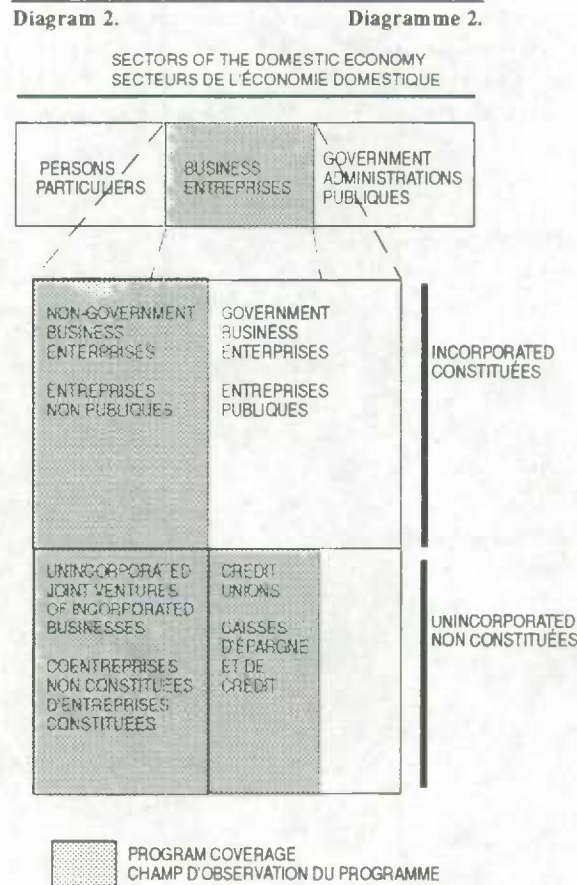 Diagram 2.
Diagramme 2.
SECTORS OF THE DOMESTIC ECONOMY
SECTEURS DE L'ÉCONOMIE DOMESTIQUE
PERSONS
PARTICULIERS
BUSINESS
ENTREPRISES
GOVERNMENT
ADMINISTRATIONS
PUBLIQUES
NON-GOVERNMENT
BUSINESS
ENTERPRISES
ENTREPRISES
NON PUBLIQUES
GOVERNMENT
BUSINESS
ENTERPRISES
ENTREPRISES
PUBLIQUES
INCORPORATED
CONSTITUÉES
UNINCORPORATED
JOINT VENTURES
OF INCORPORATED
BUSINESSES
COENTREPRISES
NON CONSTITUÉES
D'ENTREPRISES
CONSTITUÉES
CREDIT
UNIONS
CAISSES
D'ÉPARGNE
ET DE
CRÉDIT
UNINCORPORATED
NON CONSTITUÉES
PROGRAM COVERAGE
CHAMP D'OBSERVATION DU PROGRAMME